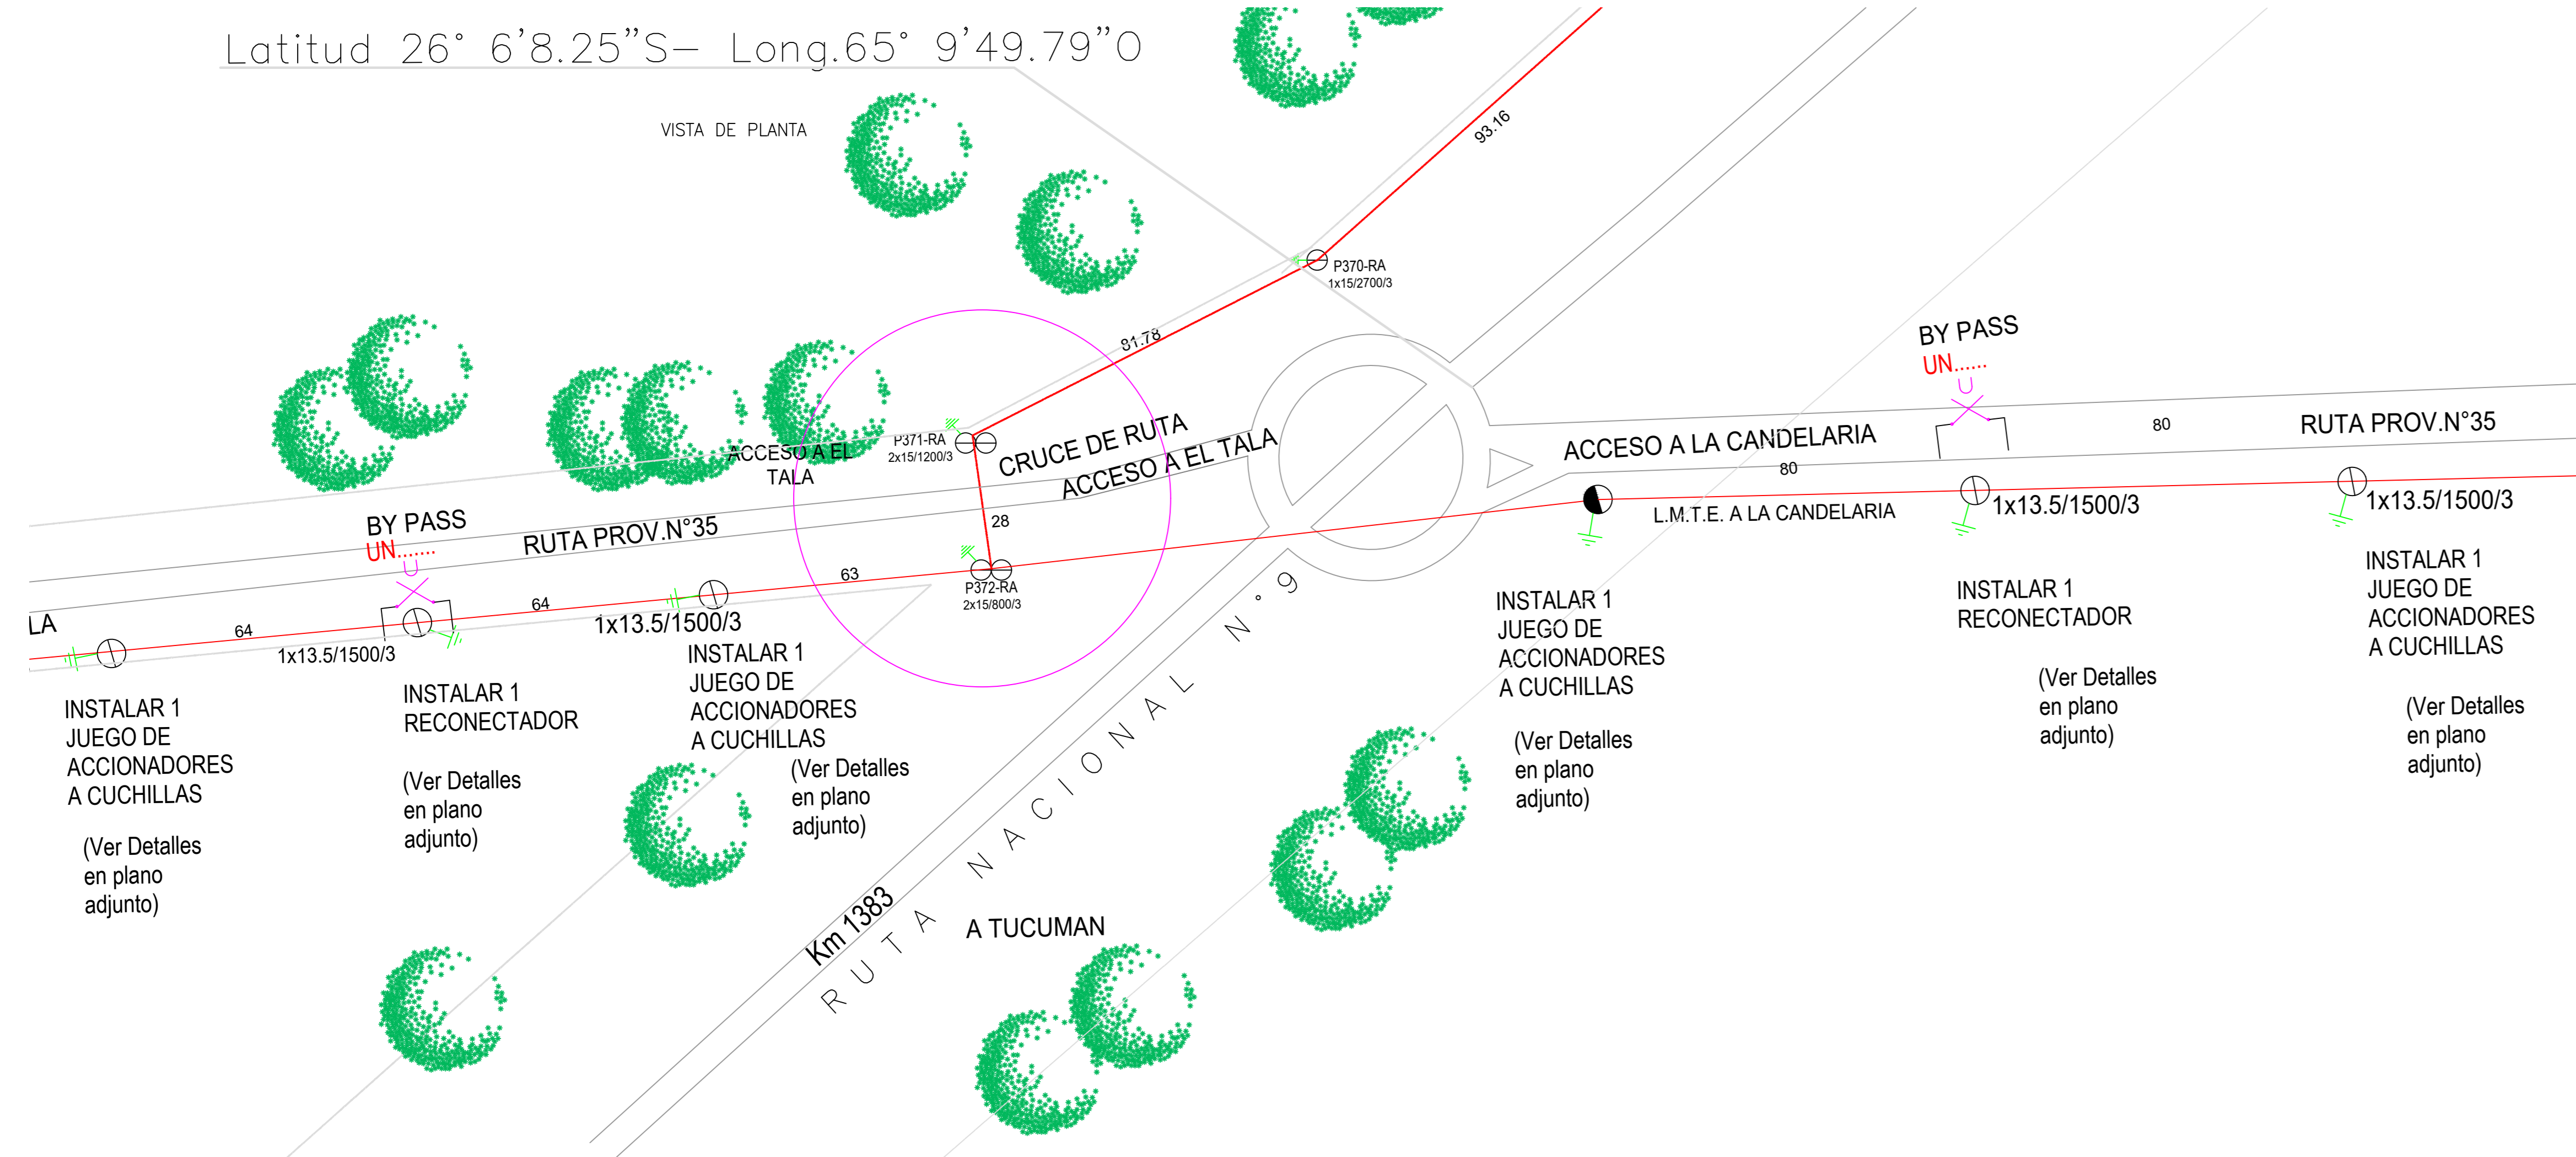 Latitud 26° 6'8.25"S- Long.65° 9'49.79"O
VISTA DE PLANTA
93.16
P370-RA
1x15/2700/3
81.78
P371-RA
2x15/1200/3
CRUCE DE RUTA
ACCESO A EL TALA
ACCESO A EL
TALA
28
BY PASS
UN.......
RUTA PROV.N°35
LA
64
1x13.5/1500/3
64
1x13.5/1500/3
63
P372-RA
2x15/800/3
INSTALAR 1
JUEGO DE
ACCIONADORES
A CUCHILLAS
(Ver Detalles
en plano
adjunto)
INSTALAR 1
RECONECTADOR
(Ver Detalles
en plano
adjunto)
INSTALAR 1
JUEGO DE
ACCIONADORES
A CUCHILLAS
(Ver Detalles
en plano
adjunto)
Km 1383
RUTA NACIONAL N°9
A TUCUMAN
ACCESO A LA CANDELARIA
80
L.M.T.E. A LA CANDELARIA
BY PASS
UN......
80
RUTA PROV.N°35
1x13.5/1500/3
1x13.5/1500/3
INSTALAR 1
JUEGO DE
ACCIONADORES
A CUCHILLAS
(Ver Detalles
en plano
adjunto)
INSTALAR 1
RECONECTADOR
(Ver Detalles
en plano
adjunto)
INSTALAR 1
JUEGO DE
ACCIONADORES
A CUCHILLAS
(Ver Detalles
en plano
adjunto)